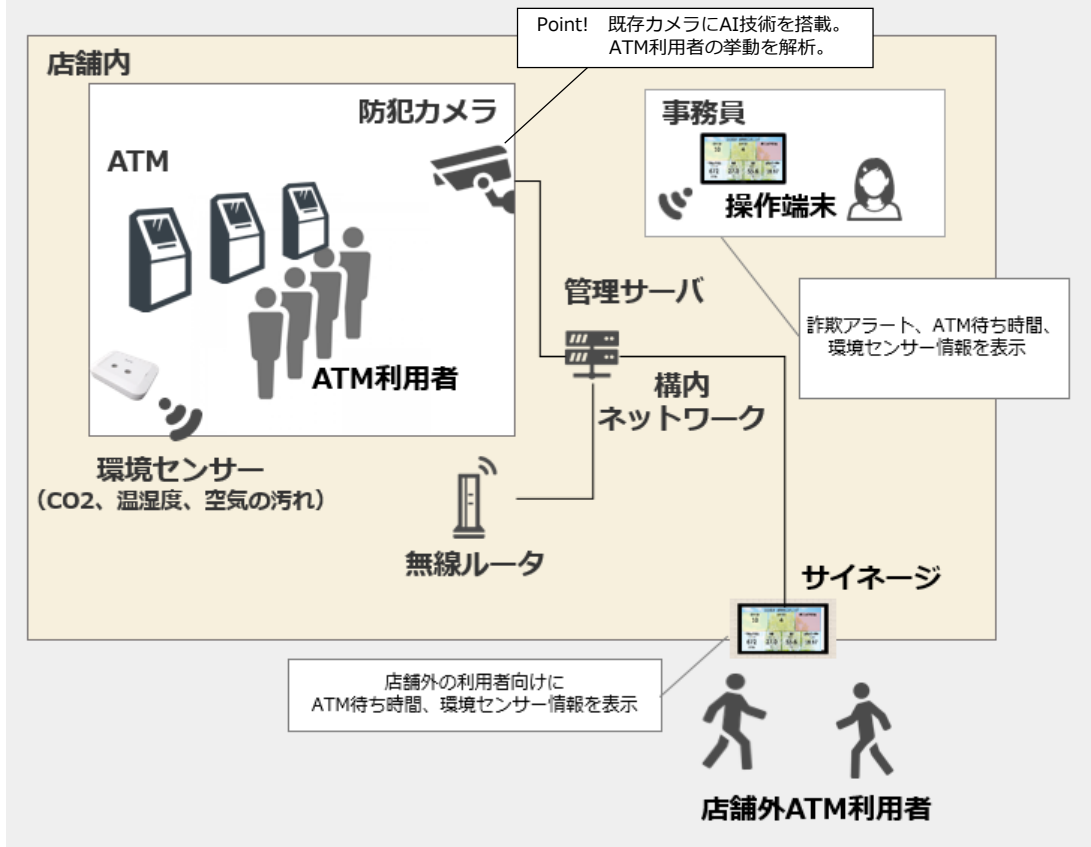 Point! 既存カメラにAI技術を搭載。
ATM利用者の挙動を解析。
店舗内
防犯カメラ
ATM
ATM利用者
事務員
操作端末
詐欺アラート、ATM待ち時間、
環境センサー情報を表示
管理サーバ
構内
ネットワーク
環境センサー
（CO2、温湿度、空気の汚れ）
無線ルータ
サイネージ
店舗外の利用者向けに
ATM待ち時間、環境センサー情報を表示
店舗外ATM利用者